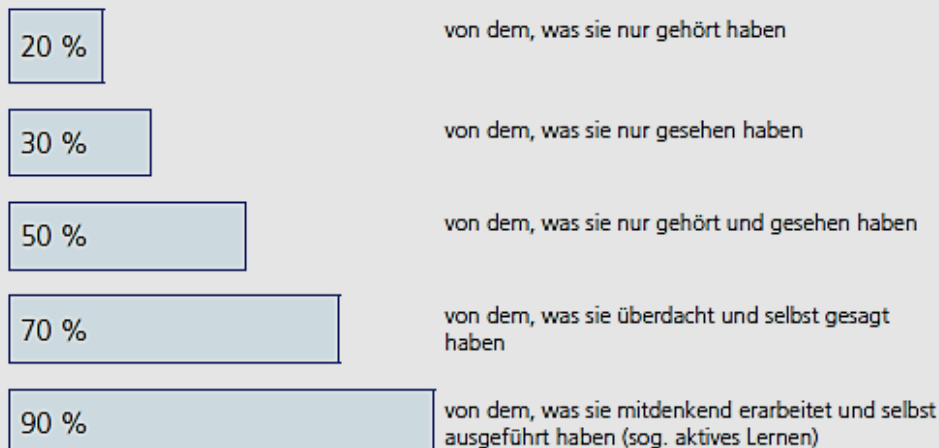 20 %
von dem, was sie nur gehört haben
30 %
von dem, was sie nur gesehen haben
50 %
von dem, was sie nur gehört und gesehen haben
70 %
von dem, was sie überdacht und selbst gesagt
haben
90 %
von dem, was sie mitdenkend erarbeitet und selbst
ausgeführt haben (sog. aktives Lernen)